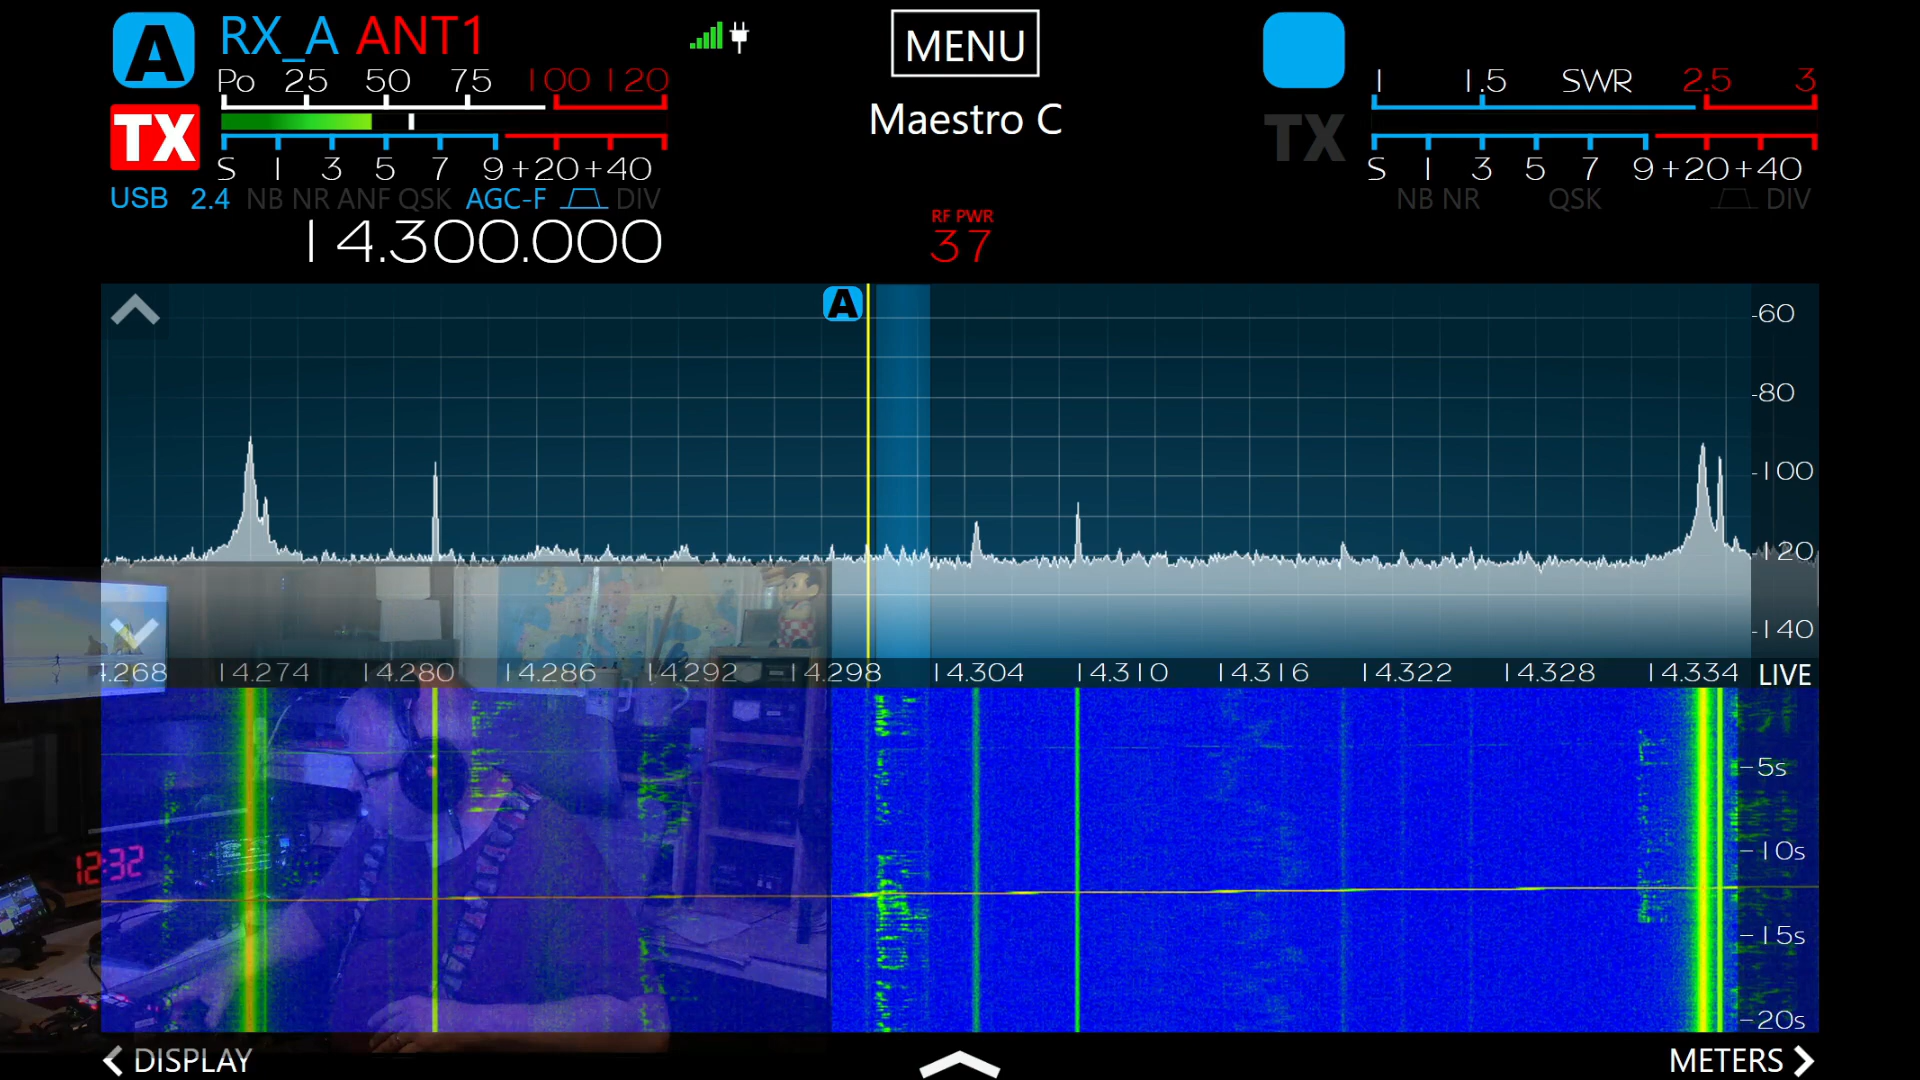 A RX_A ANT1
MENU
Po 25 50 75 100 120
1 1.5 SWR 2.5 3
TX
Maestro C
TX
S 1 3 5 7 9 +20 +40
S 1 3 5 7 9 +20 +40
USB 2.4 NB NR ANF QSK AGC-F DIV
NB NR QSK DIV
14.300.000
RF PWR
37
A
-60
-80
-100
-120
-140
4.268 14.274 14.280 14.286 14.292 14.298 14.304 14.310 14.316 14.322 14.328 14.334 LIVE
-5s
-10s
12:32
-15s
-20s
DISPLAY
METERS